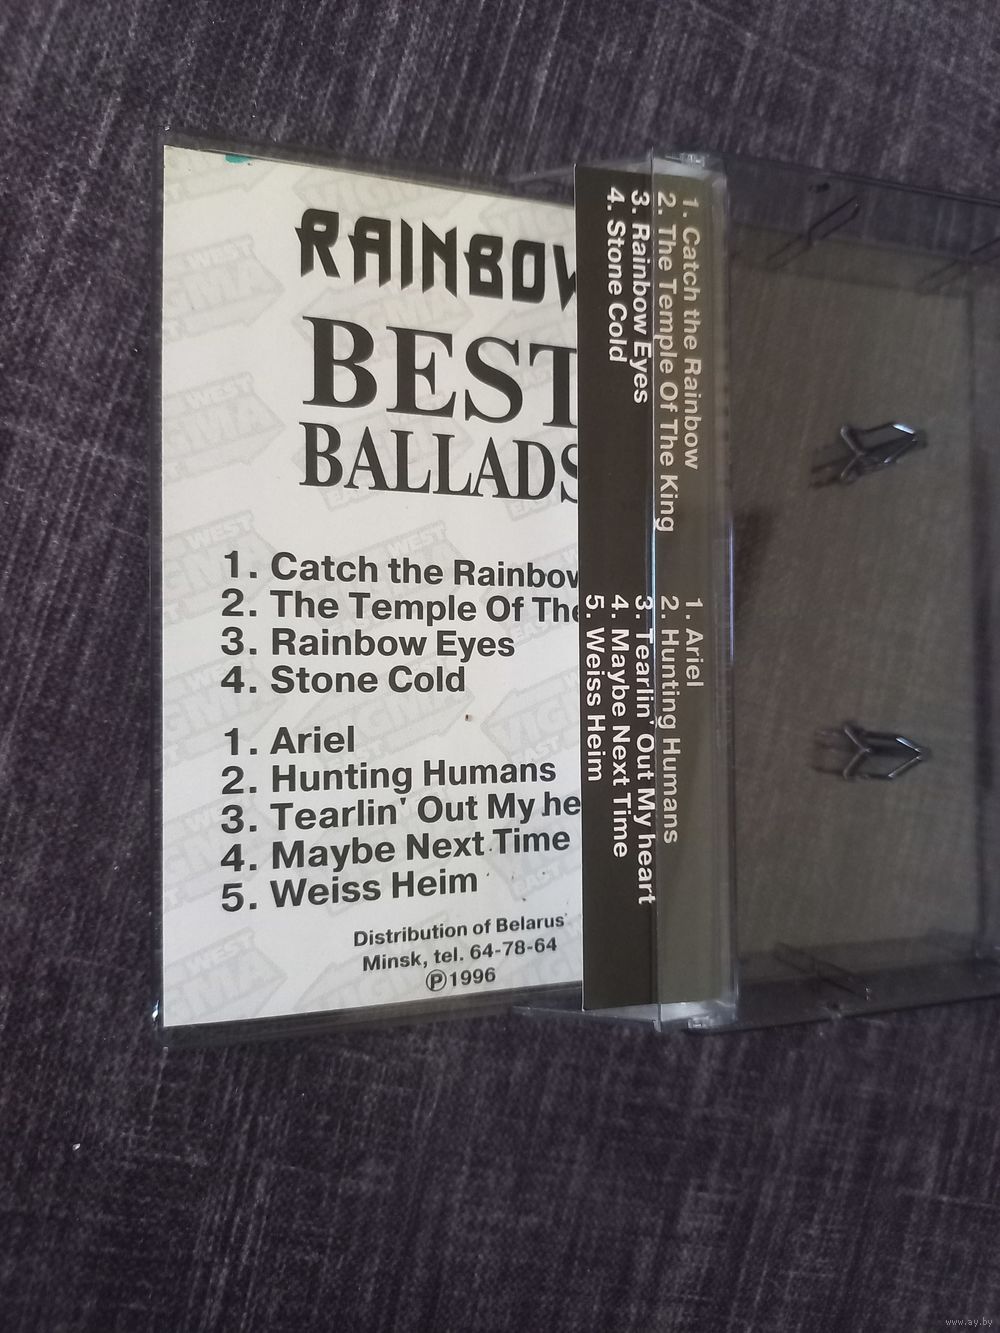 RAINBOW
BEST
BALLADS
1. Catch the Rainbow
2. The Temple Of The
3. Rainbow Eyes
4. Stone Cold
1. Ariel
2. Hunting Humans
3. Tearlin' Out My he
4. Maybe Next Time
5. Weiss Heim
Distribution of Belarus
Minsk, tel. 64-78-64
Ⓟ1996
1. Catch the Rainbow
2. The Temple Of The King
3. Rainbow Eyes
4. Stone Cold
1. Ariel
2. Hunting Humans
3. Tearlin' Out My heart
4. Maybe Next Time
5. Weiss Heim
www.ay.by